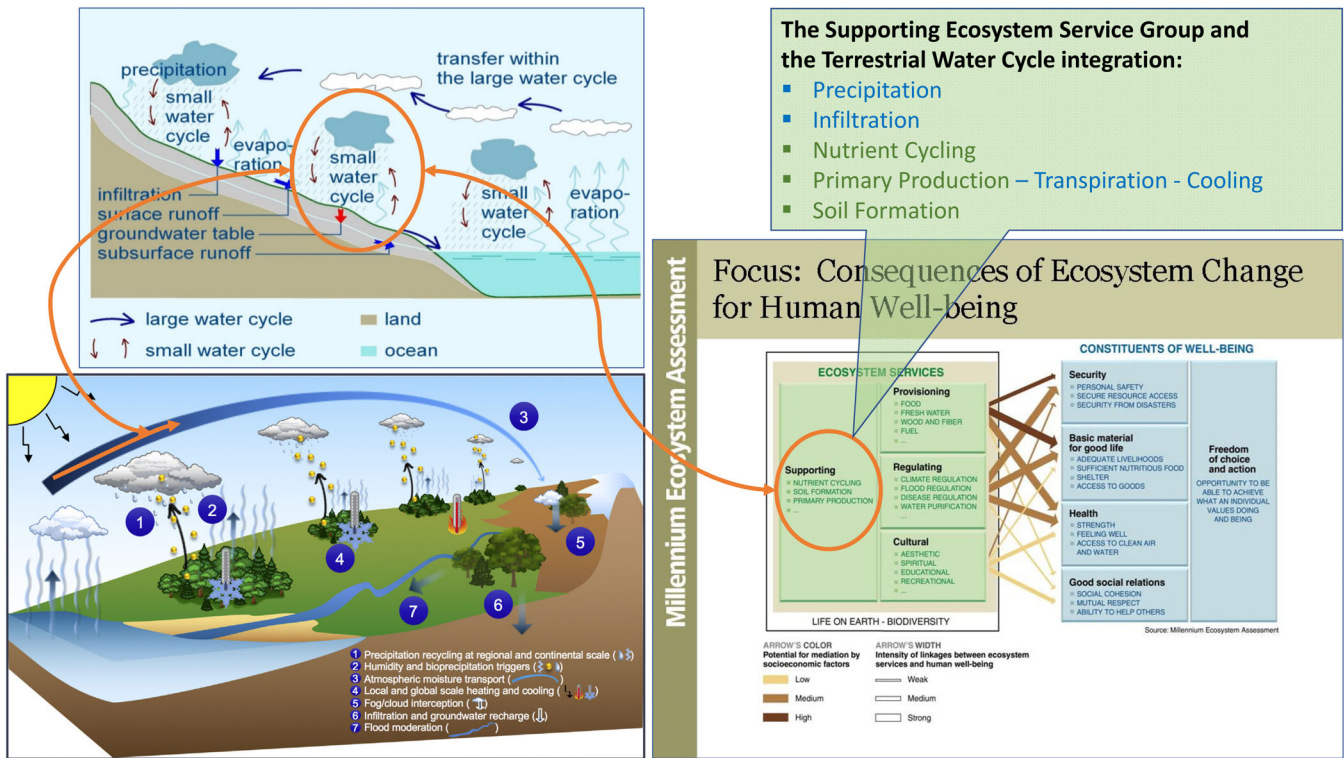 precipitation
small
water
cycle
transfer within
the large water cycle
evapo-
ration
small
water
cycle
small
water
cycle
evapo-
ration
infiltration
surface runoff
groundwater table
subsurface runoff
large water cycle
land
small water cycle
ocean
The Supporting Ecosystem Service Group and
the Terrestrial Water Cycle integration:
▪ Precipitation
▪ Infiltration
▪ Nutrient Cycling
▪ Primary Production – Transpiration - Cooling
▪ Soil Formation
1
2
3
4
5
6
7
1 Precipitation recycling at regional and continental scale ( )
2 Humidity and bioprecipitation triggers ( )
3 Atmospheric moisture transport ( )
4 Local and global scale heating and cooling ( )
5 Fog/cloud interception ( )
6 Infiltration and groundwater recharge ( )
7 Flood moderation ( )
Millennium Ecosystem Assessment
Focus: Consequences of Ecosystem Change
for Human Well-being
ECOSYSTEM SERVICES
Supporting
NUTRIENT CYCLING
SOIL FORMATION
PRIMARY PRODUCTION
...
Provisioning
FOOD
FRESH WATER
WOOD AND FIBER
FUEL
...
Regulating
CLIMATE REGULATION
FLOOD REGULATION
DISEASE REGULATION
WATER PURIFICATION
...
Cultural
AESTHETIC
SPIRITUAL
EDUCATIONAL
RECREATIONAL
...
LIFE ON EARTH - BIODIVERSITY
CONSTITUENTS OF WELL-BEING
Security
PERSONAL SAFETY
SECURE RESOURCE ACCESS
SECURITY FROM DISASTERS
Basic material
for good life
ADEQUATE LIVELIHOODS
SUFFICIENT NUTRITIOUS FOOD
SHELTER
ACCESS TO GOODS
Health
STRENGTH
FEELING WELL
ACCESS TO CLEAN AIR
AND WATER
Good social relations
SOCIAL COHESION
MUTUAL RESPECT
ABILITY TO HELP OTHERS
Freedom
of choice
and action
OPPORTUNITY TO BE
ABLE TO ACHIEVE
WHAT AN INDIVIDUAL
VALUES DOING
AND BEING
Source: Millennium Ecosystem Assessment
ARROW'S COLOR
Potential for mediation by
socioeconomic factors
Low
Medium
High
ARROW'S WIDTH
Intensity of linkages between ecosystem
services and human well-being
Weak
Medium
Strong